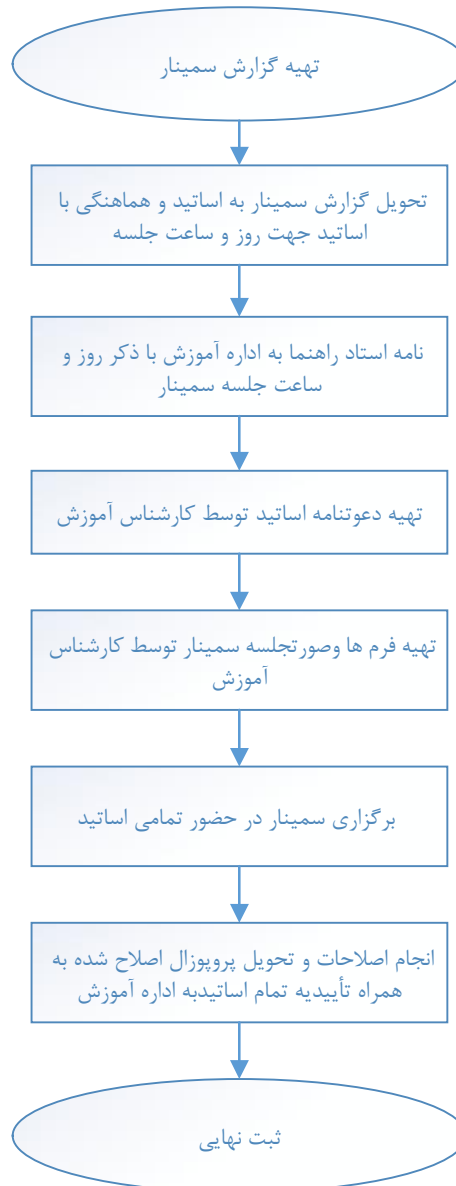 تهیه گزارش سمینار
تحویل گزارش سمینار به اساتید و هماهنگی با
اساتید جهت روز و ساعت جلسه
نامه استاد راهنما به اداره آموزش با ذکر روز و
ساعت جلسه سمینار
تهیه دعوتنامه اساتید توسط کارشناس آموزش
تهیه فرم ها وصورتجلسه سمینار توسط کارشناس
آموزش
برگزاری سمینار در حضور تمامی اساتید
انجام اصلاحات و تحویل پروپوزال اصلاح شده به
همراه تأییدیه تمام اساتیدبه اداره آموزش
ثبت نهایی